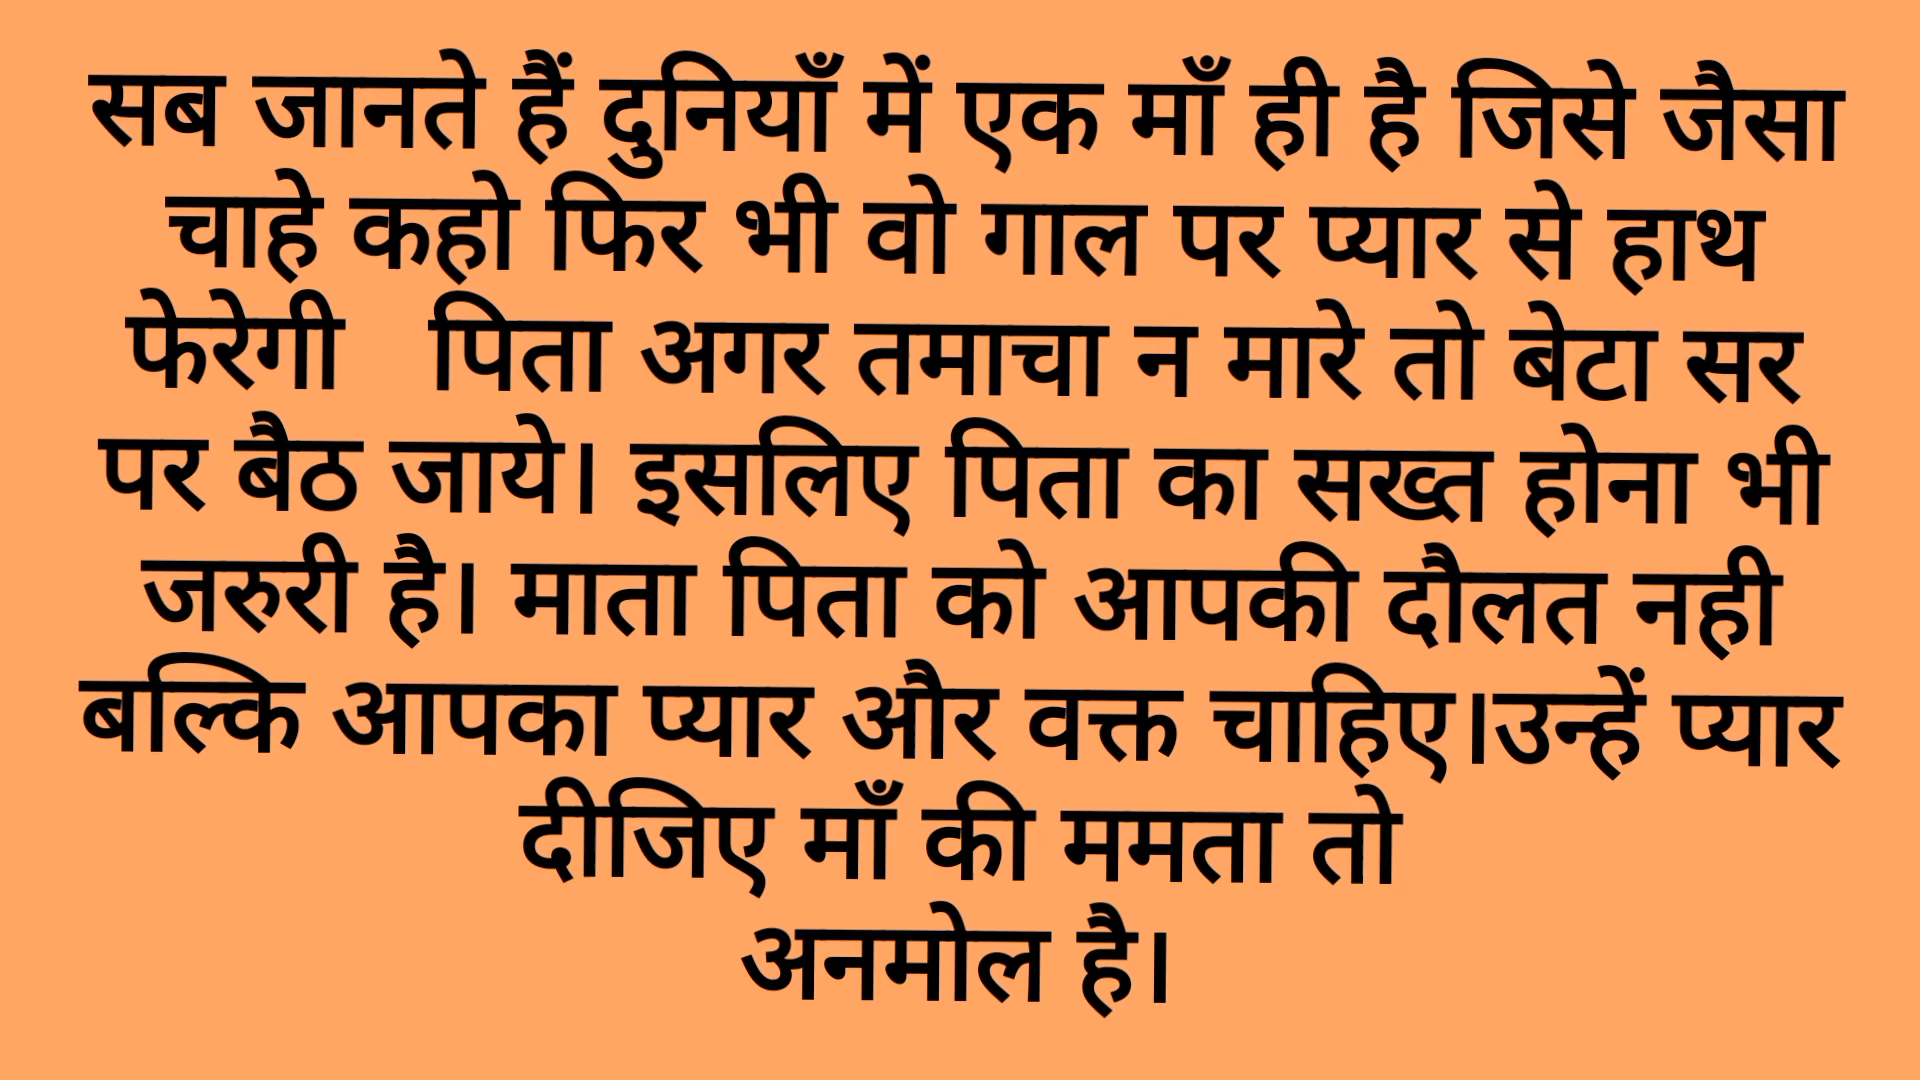 सब जानते हैं दुनियाँ में एक माँ ही है जिसे जैसा
चाहे कहो फिर भी वो गाल पर प्यार से हाथ
फेरेगी   पिता अगर तमाचा न मारे तो बेटा सर
पर बैठ जाये। इसलिए पिता का सख्त होना भी
जरुरी है। माता पिता को आपकी दौलत नही
बल्कि आपका प्यार और वक्त चाहिए।उन्हें प्यार
दीजिए माँ की ममता तो
अनमोल है।